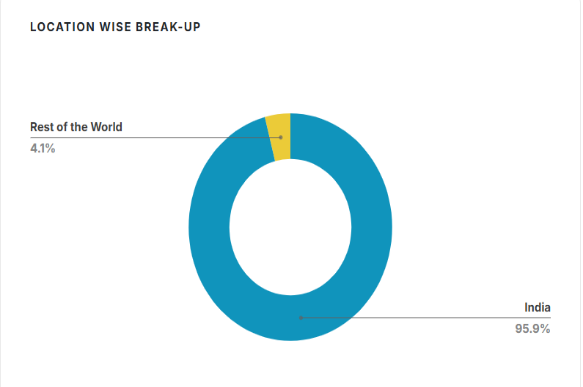 LOCATION WISE BREAK-UP
Rest of the World
4.1%
India
95.9%